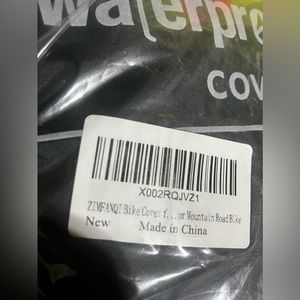 waterpro
COV
X002RQJVZ1
ZIMFANQI Bike Cover f... or Mountain Road Bike
New Made in China